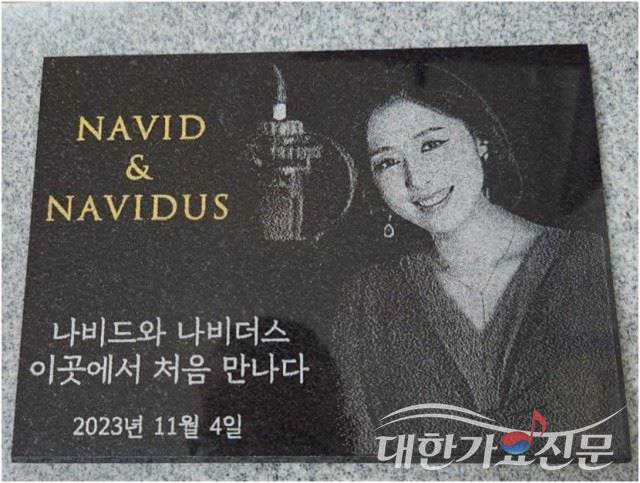 NAVID
&
NAVIDUS
나비드와 나비더스
이곳에서 처음 만나다
2023년 11월 4일
대한가요신문